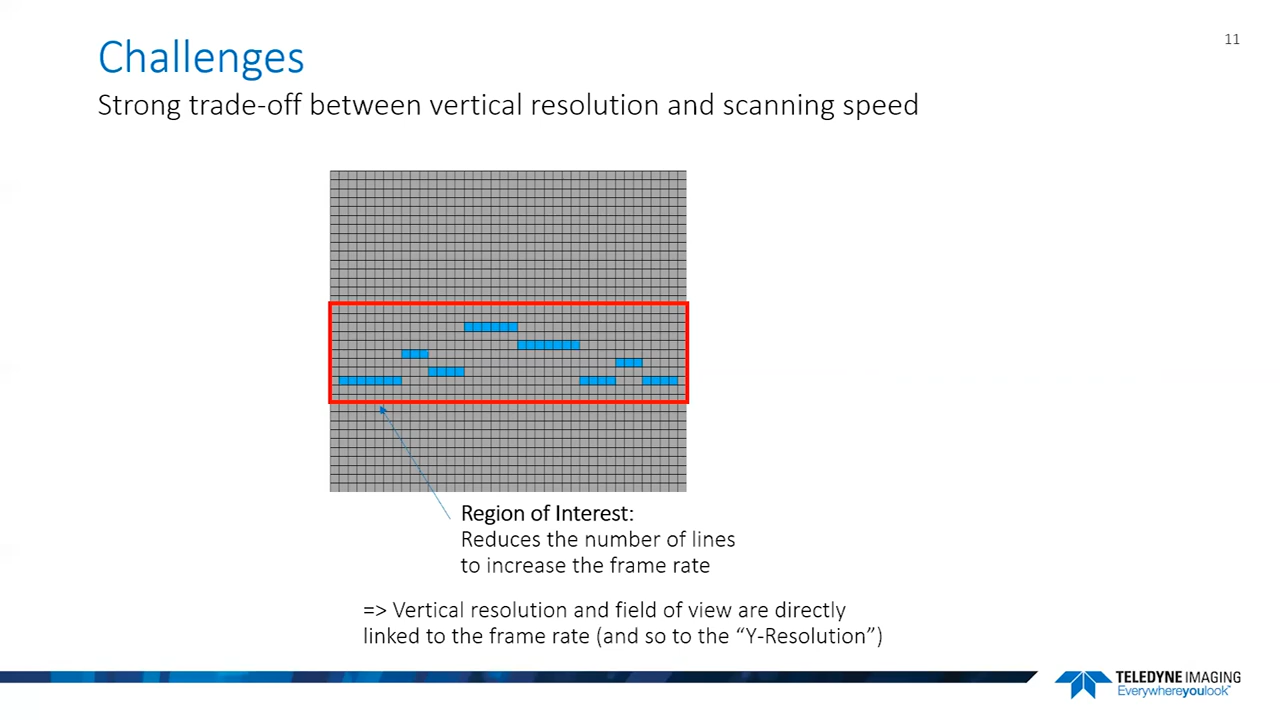 11
Challenges
Strong trade-off between vertical resolution and scanning speed
Region of Interest:
Reduces the number of lines
to increase the frame rate
=> Vertical resolution and field of view are directly
linked to the frame rate (and so to the “Y-Resolution”)
TELEDYNE IMAGING
Everywhereyoulook™